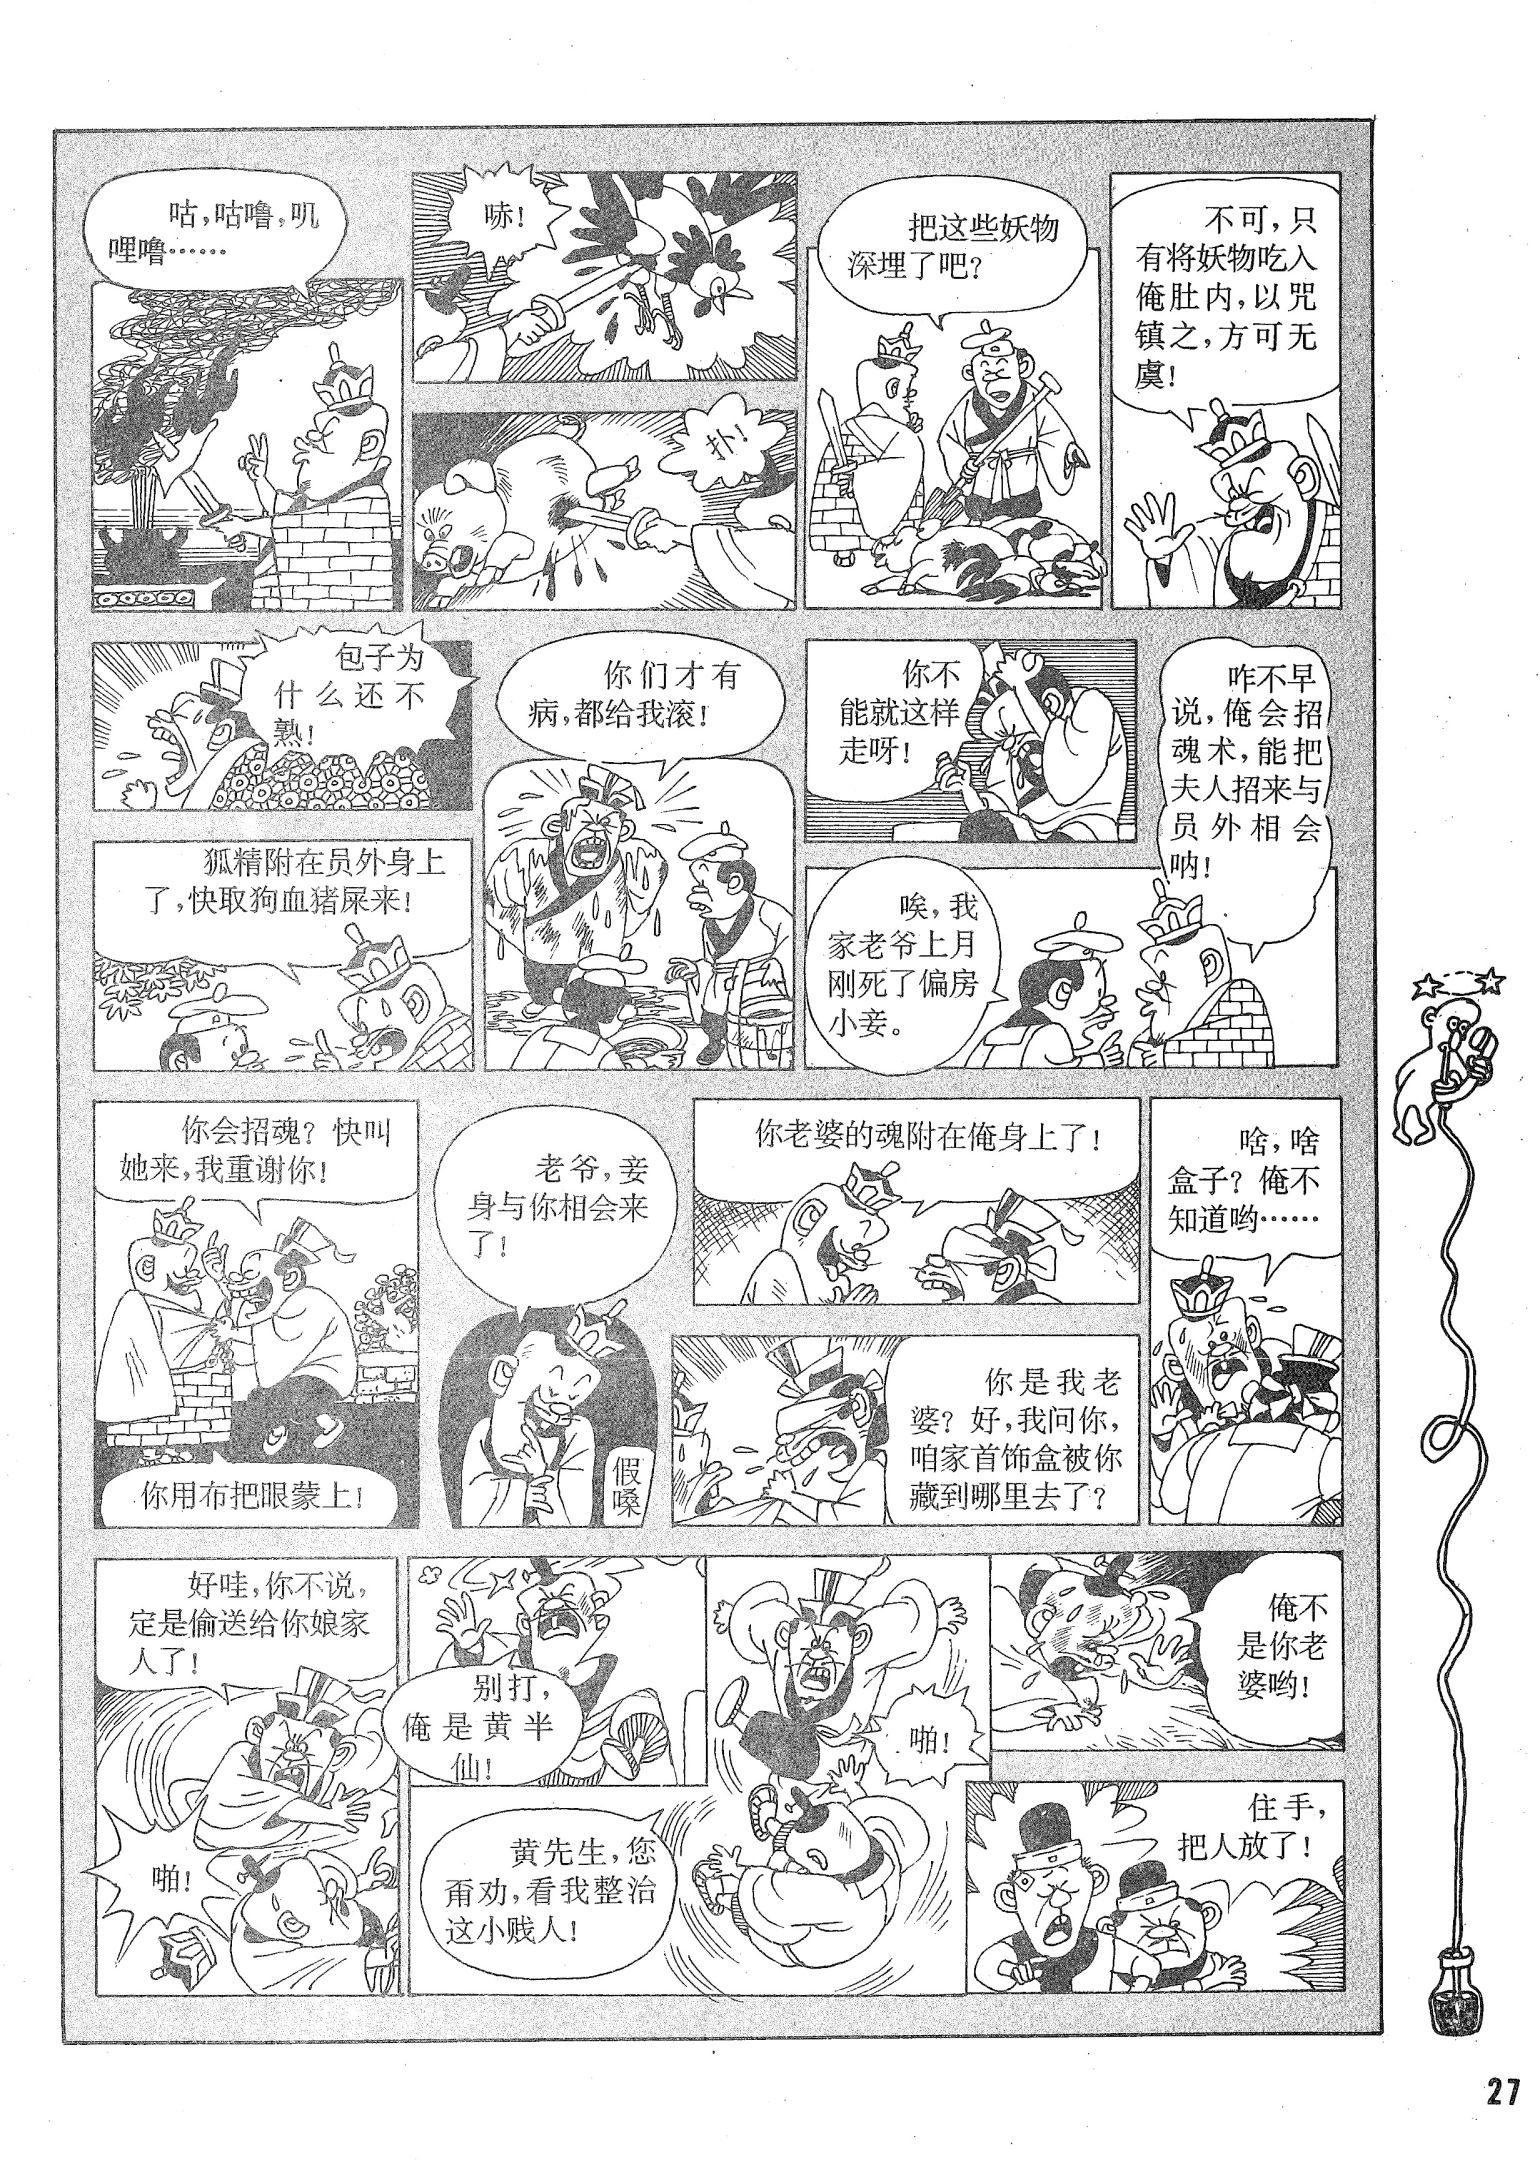 咕，咕噜，叽
哩噜……
哧！
扑！
把这些妖物
深埋了吧？
不可，只
有将妖物吃入
俺肚内，以咒
镇之，方可无
虞！
包子为
什么还不
熟！
狐精附在员外身上
了，快取狗血猪屎来！
你们才有
病，都给我滚！
你不
能就这样
走呀！
唉，我
家老爷上月
刚死了偏房
小妾。
咋不早
说，俺会招
魂术，能把
夫人招来与
员外相会
呐！
你会招魂？快叫
她来，我重谢你！
你用布把眼蒙上！
老爷，妾
身与你相会来
了！
假
嗓
你老婆的魂附在俺身上了！
你是我老
婆？好，我问你，
咱家首饰盒被你
藏到哪里去了？
啥，啥
盒子？俺不
知道哟……
好哇，你不说，
定是偷送给你娘家
人了！
啪！
别打，
俺是黄半
仙！
黄先生，您
甭劝，看我整治
这小贱人！
啪！
俺不
是你老
婆哟！
住手，
把人放了！
27